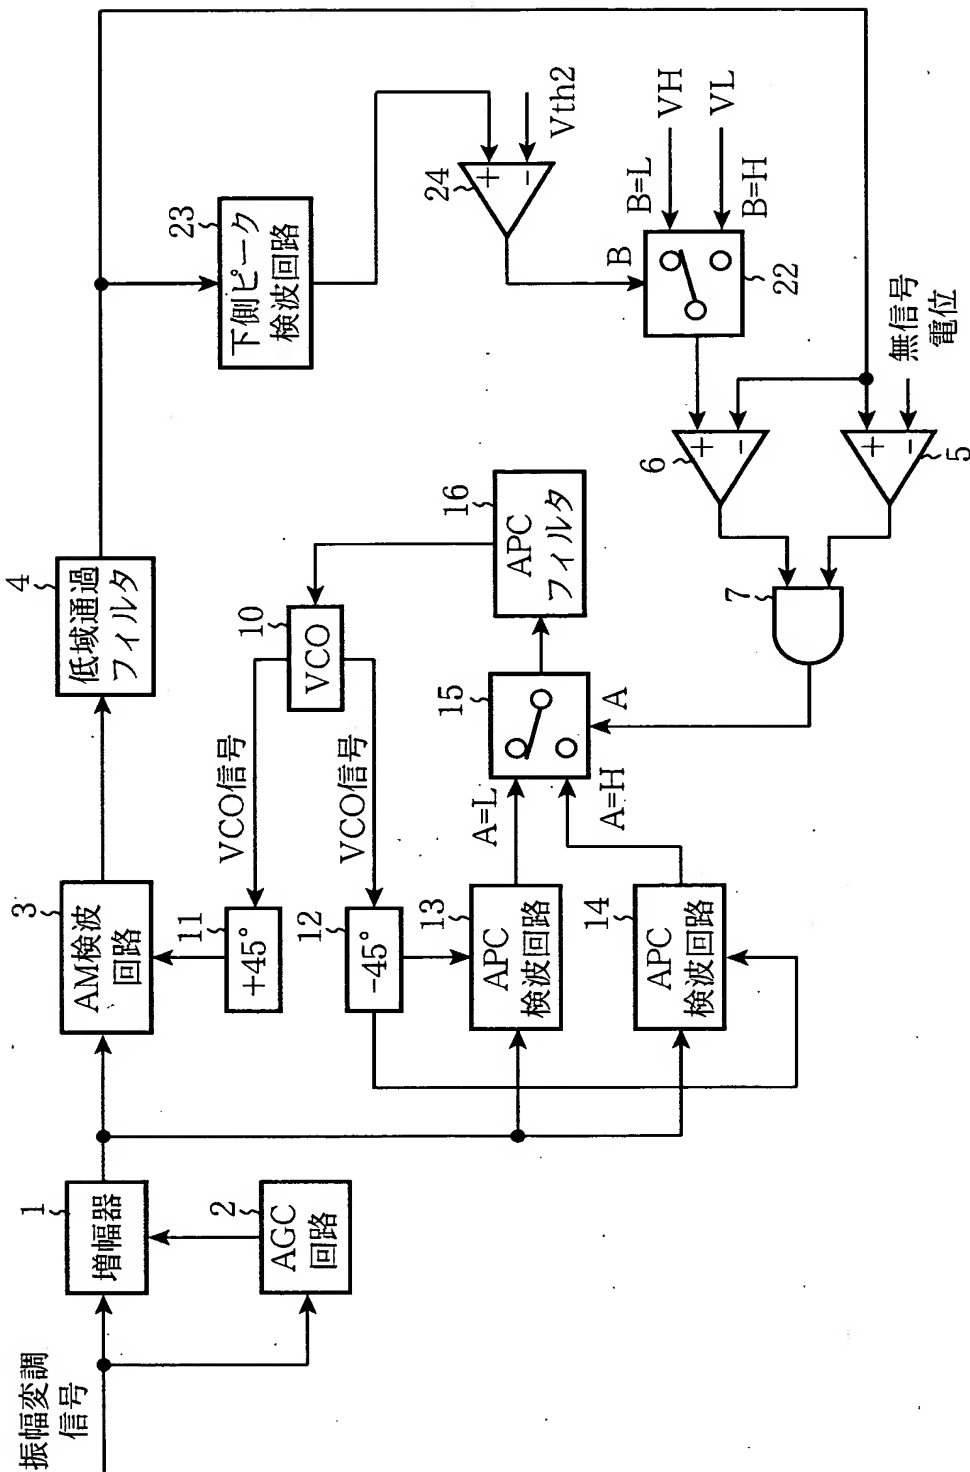 振幅変調
信号
1
増幅器
2
AGC
回路
3
AM検波
回路
4
低域通過
フィルタ
11
+45°
12
-45°
VCO信号
VCO信号
10
VCO
13
APC
検波回路
14
APC
検波回路
A=L
A=H
15
A
16
APC
フィルタ
7
23
下側ピーク
検波回路
24
+
-
Vth2
B
B=L
VH
B=H
VL
22
6
+
-
5
+
-
無信号
電位